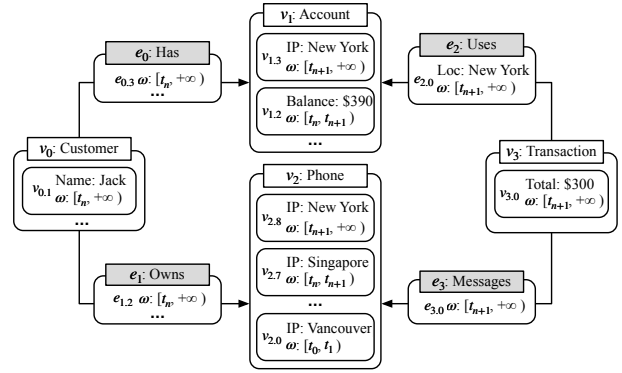 v₁: Account
v₁.₃ IP: New York
ω: [tₙ₊₁, +∞ )
v₁.₂ Balance: $390
ω: [tₙ, tₙ₊₁ )
...
e₀: Has
e₀.₃ ω: [tₙ, +∞ )
...
e₂: Uses
e₂.₀ Loc: New York
ω: [tₙ₊₁, +∞ )
v₀: Customer
v₀.₁ Name: Jack
ω: [tₙ, +∞ )
...
v₂: Phone
v₂.₈ IP: New York
ω: [tₙ₊₁, +∞ )
v₂.₇ IP: Singapore
ω: [tₙ, tₙ₊₁ )
...
v₂.₀ IP: Vancouver
ω: [t₀, t₁ )
v₃: Transaction
v₃.₀ Total: $300
ω: [tₙ₊₁, +∞ )
e₁: Owns
e₁.₂ ω: [tₙ, +∞ )
...
e₃: Messages
e₃.₀ ω: [tₙ₊₁, +∞ )